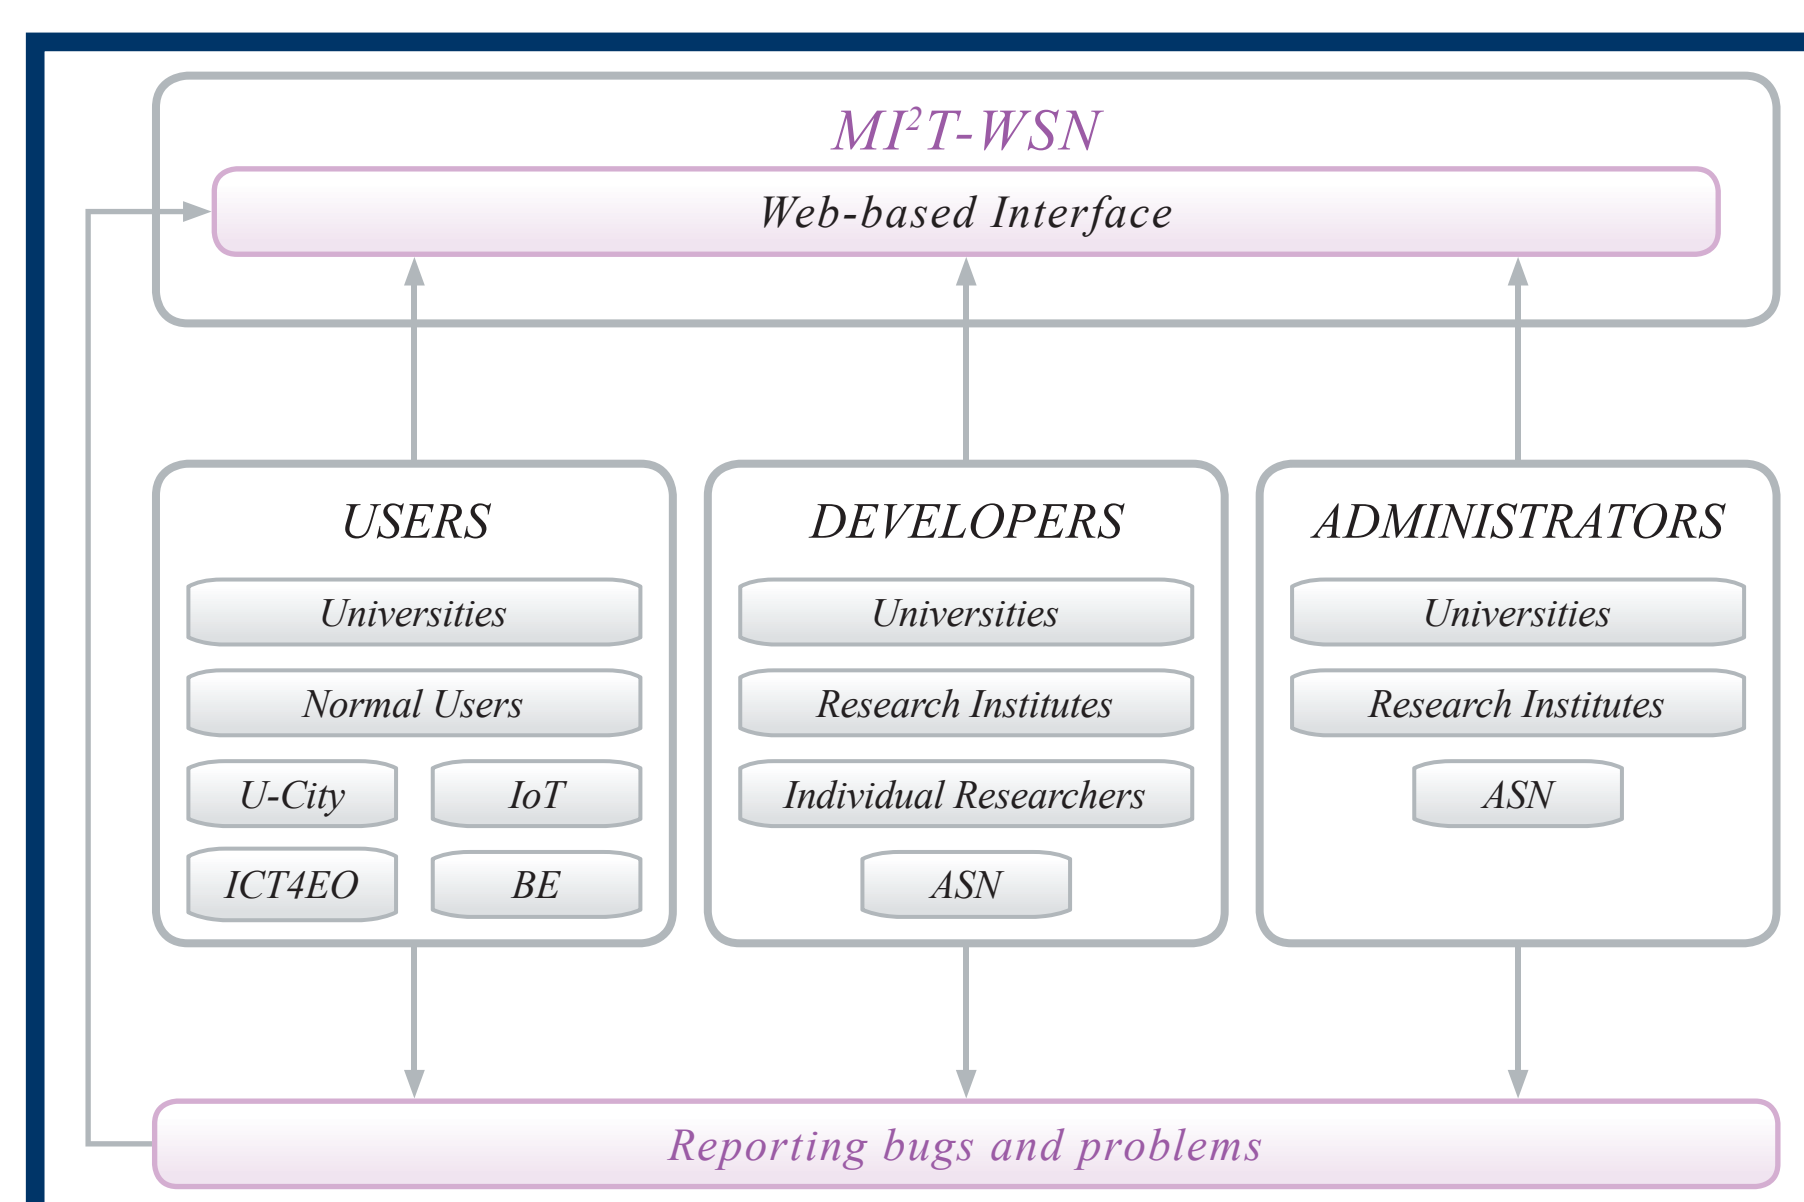 MI²T-WSN
Web-based Interface
USERS
Universities
Normal Users
U-City
IoT
ICT4EO
BE
DEVELOPERS
Universities
Research Institutes
Individual Researchers
ASN
ADMINISTRATORS
Universities
Research Institutes
ASN
Reporting bugs and problems